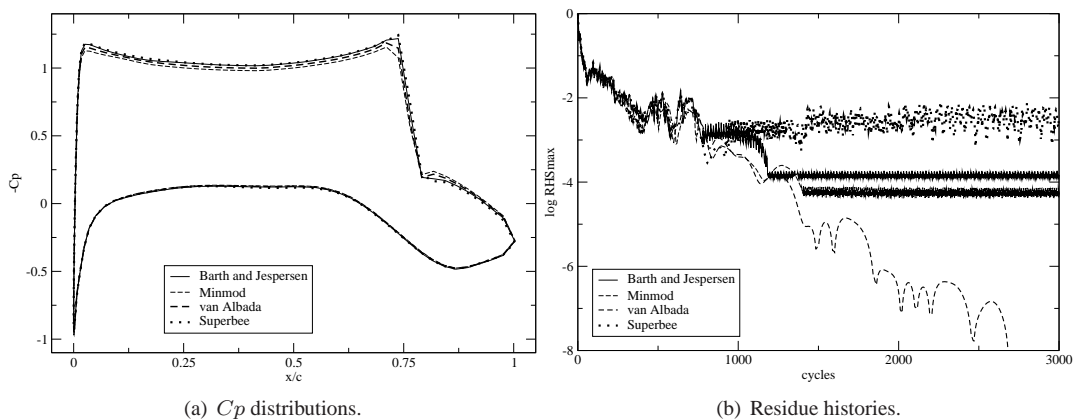 1
0.5
0
-0.5
-1
-Cp
0
0.25
0.5
0.75
1
x/c
Barth and Jespersen
Minmod
van Albada
Superbee
(a) Cp distributions.
0
-2
-4
-6
-8
log RHSmax
1000
2000
3000
cycles
Barth and Jespersen
Minmod
van Albada
Superbee
(b) Residue histories.